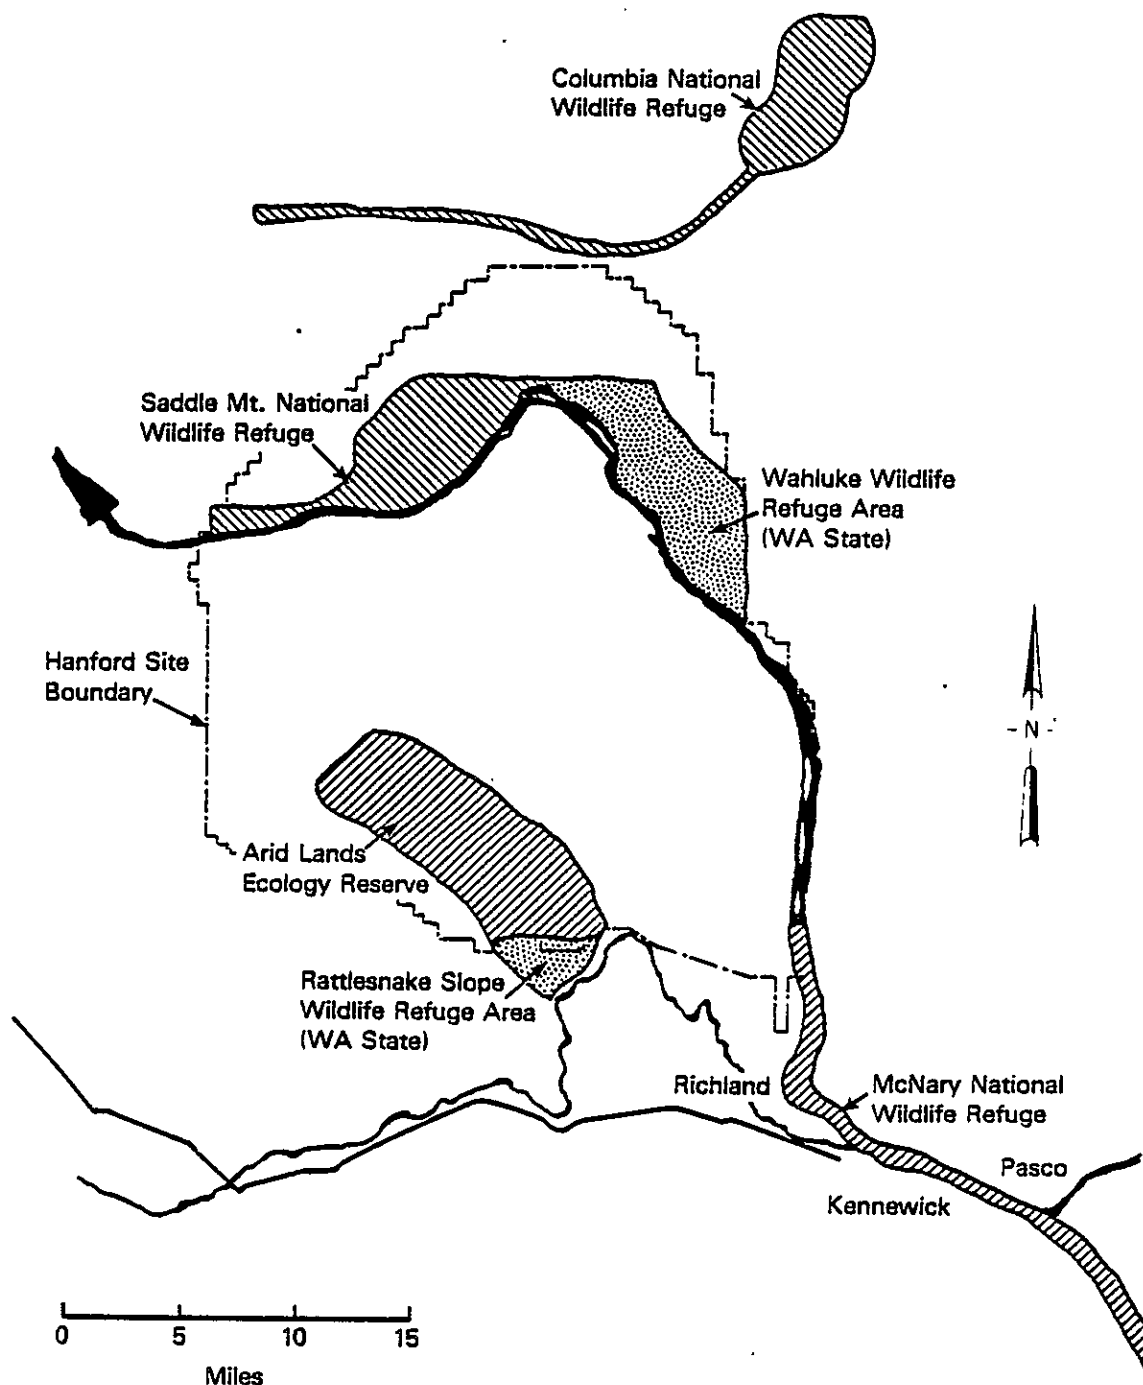 Columbia National
Wildlife Refuge
Saddle Mt. National
Wildlife Refuge
Wahluke Wildlife
Refuge Area
(WA State)
Hanford Site
Boundary
- N -
Arid Lands
Ecology Reserve
Rattlesnake Slope
Wildlife Refuge Area
(WA State)
Richland
McNary National
Wildlife Refuge
Pasco
Kennewick
0 5 10 15
Miles